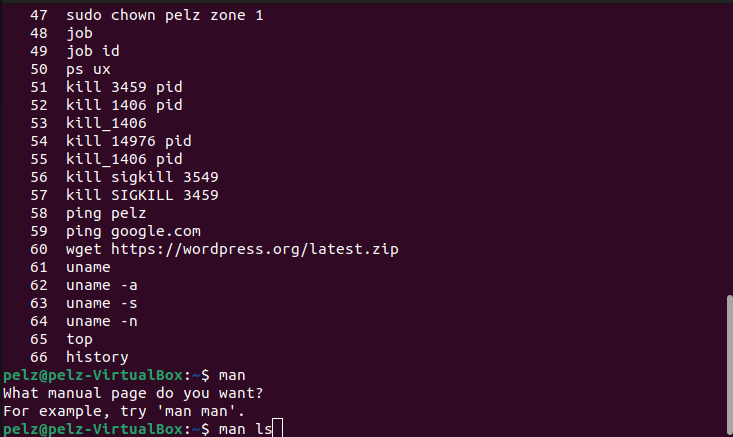 47 sudo chown pelz zone 1
48 job
49 job id
50 ps ux
51 kill 3459 pid
52 kill 1406 pid
53 kill_1406
54 kill 14976 pid
55 kill_1406 pid
56 kill sigkill 3549
57 kill SIGKILL 3459
58 ping pelz
59 ping google.com
60 wget https://wordpress.org/latest.zip
61 uname
62 uname -a
63 uname -s
64 uname -n
65 top
66 history
pelz@pelz-VirtualBox:~$ man
What manual page do you want?
For example, try 'man man'.
pelz@pelz-VirtualBox:~$ man ls